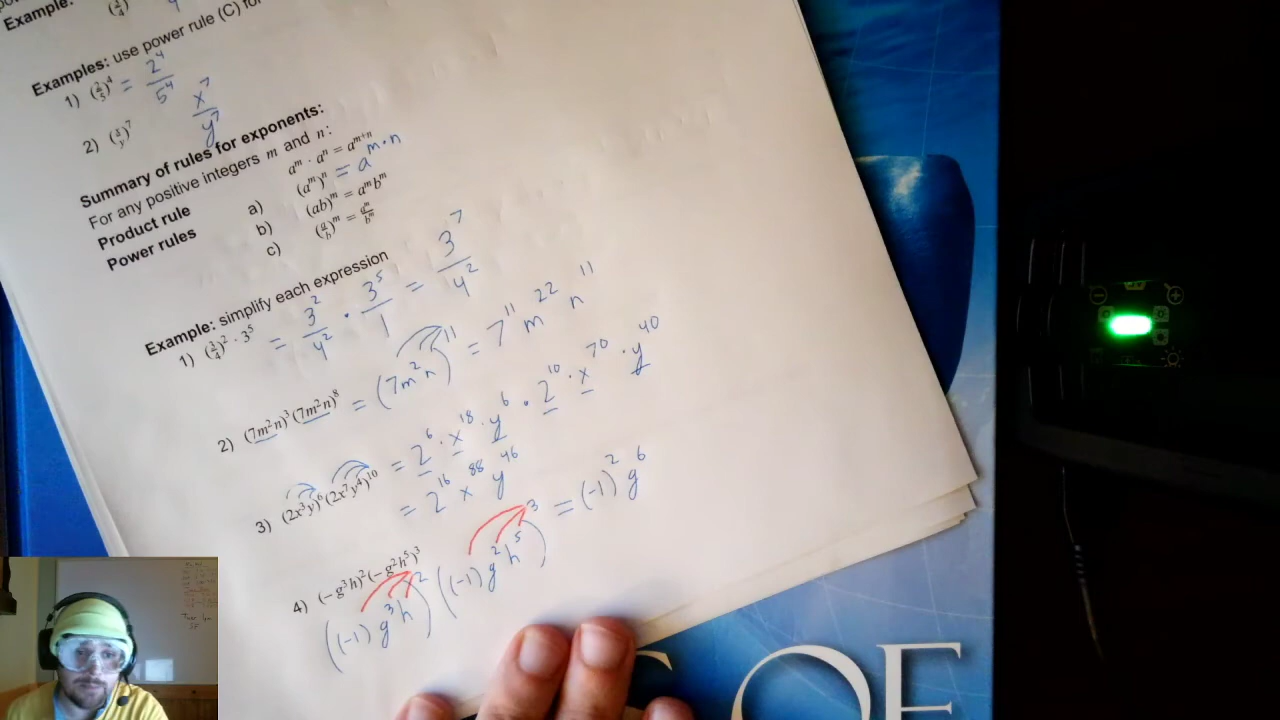 Example: (3/4)
Examples: use power rule (C) for
1) (2/5)^4 = 2^4/5^4
2) (x/y)^7 x^7/y^7
Summary of rules for exponents:
For any positive integers m and n:
Product rule a^m · a^n = a^{m+n}
Power rules a) (a^m)^n = a^{m·n}
b) (ab)^m = a^m b^m
c) (a/b)^m = a^m/b^m
Example: simplify each expression
1) (3/4)^2 · 3^5 = 3^2/4^2 · 3^5/1 = 3^7/4^2
2) (7m^2n)^3(7m^2n)^8 = (7m^2n)^11 = 7^11 m^22 n^11
3) (2x^3y)^6(2x^7y^4)^10 = 2^6 · x^18 · y^6 · 2^10 · x^70 · y^40
= 2^16 x^88 y^46
4) (-g^3h)^2(-g^2h^5)^3
((-1) g^3 h)^2 ((-1) g^2 h^5)^3 = (-1)^2 g^6
OF